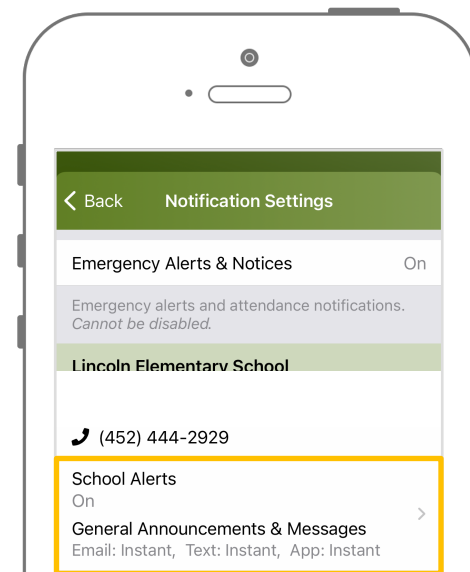 Back Notification Settings
Emergency Alerts & Notices On
Emergency alerts and attendance notifications.
Cannot be disabled.
Lincoln Elementary School
(452) 444-2929
School Alerts
On
General Announcements & Messages
Email: Instant, Text: Instant, App: Instant